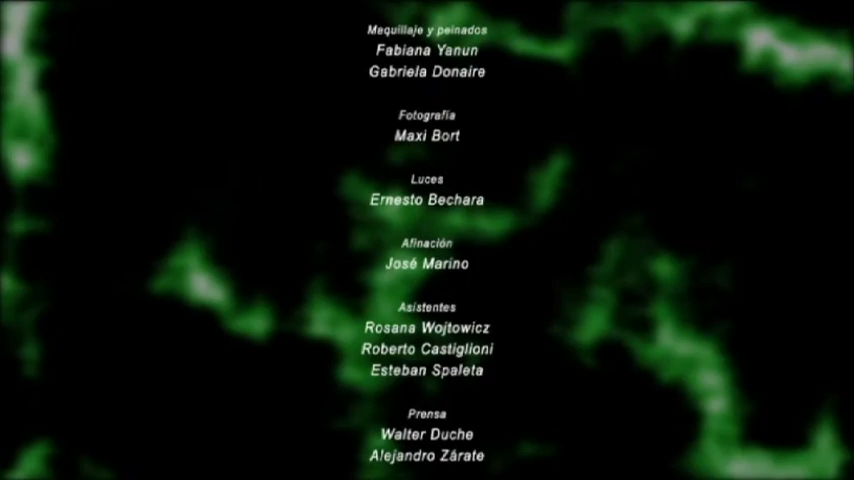 Maquillaje y peinados
Fabiana Yanun
Gabriela Donaire
Fotografía
Maxi Bort
Luces
Ernesto Bechara
Afinación
José Marino
Asistentes
Rosana Wojtowicz
Roberto Castiglioni
Esteban Spaleta
Prensa
Walter Duche
Alejandro Zárate